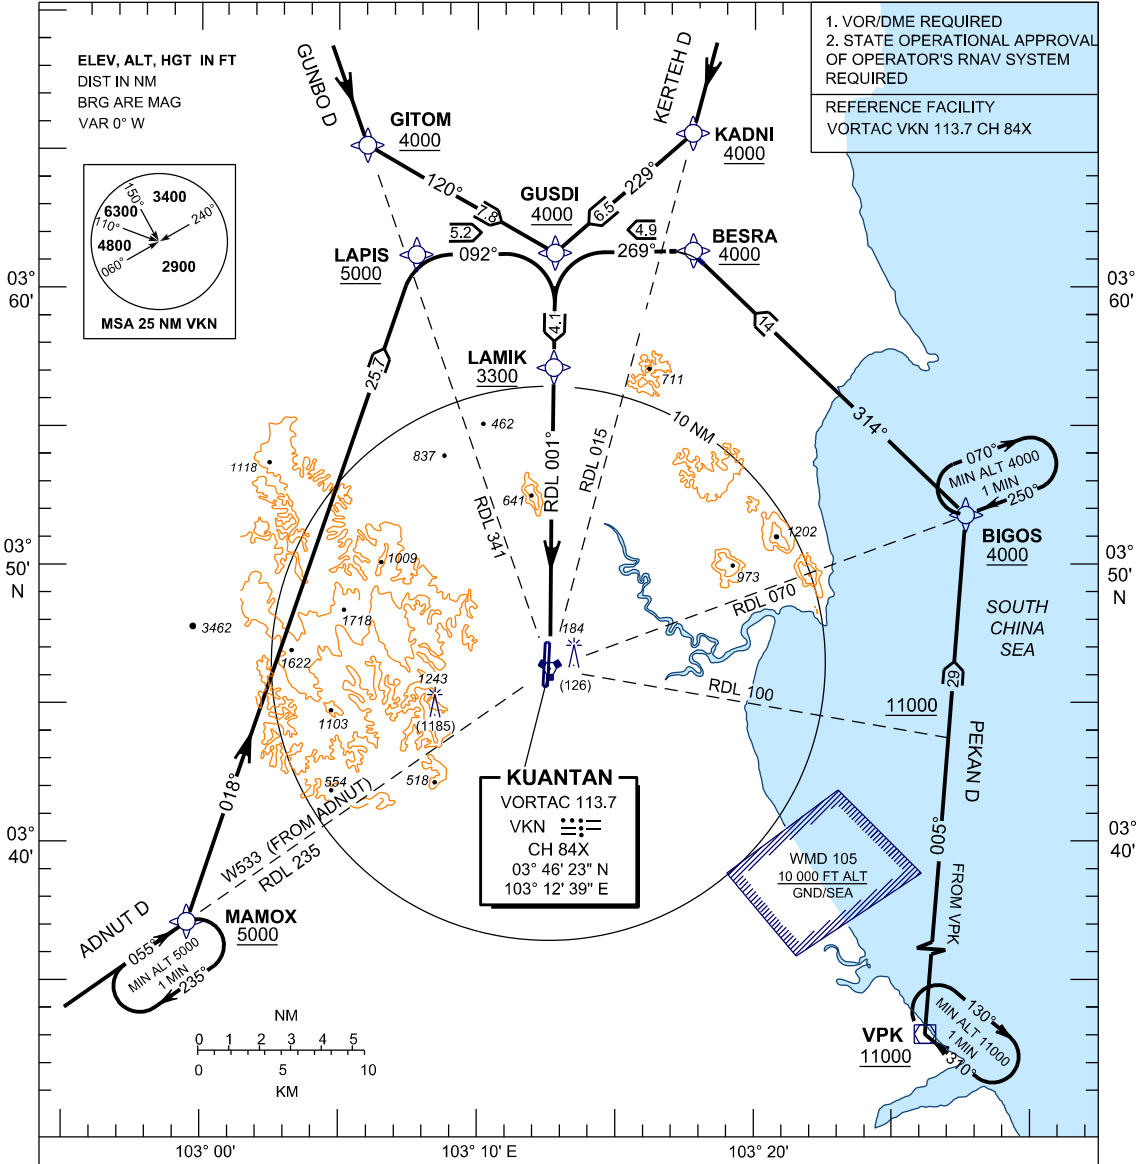 ELEV, ALT, HGT IN FT
DIST IN NM
BRG ARE MAG
VAR 0° W
1. VOR/DME REQUIRED
2. STATE OPERATIONAL APPROVAL
OF OPERATOR'S RNAV SYSTEM
REQUIRED
REFERENCE FACILITY
VORTAC VKN 113.7 CH 84X
GUNBO D
KERTEH D
GITOM
4000
KADNI
4000
120°
7.8
229°
6.5
GUSDI
4000
150°
3400
6300
240°
110°
4800
060°
2900
MSA 25 NM VKN
5.2
4.9
LAPIS
5000
092°
269°
BESRA
4000
03°
60'
03°
60'
4.1
14
25.7
LAMIK
3300
711
10 NM
314°
462
837
1118
RDL 001°
RDL 015
RDL 341
641
070°
MIN ALT 4000
1 MIN
250°
BIGOS
4000
1202
973
1009
RDL 070
03°
50'
N
03°
50'
N
1718
3462
1622
184
(126)
SOUTH
CHINA
SEA
1243
(1185)
1103
RDL 100
29
11000
PEKAN D
554
518
018°
W533 (FROM ADNUT)
RDL 235
KUANTAN
VORTAC 113.7
VKN
CH 84X
03° 46' 23" N
103° 12' 39" E
03°
40'
03°
40'
WMD 105
10 000 FT ALT
GND/SEA
005°
FROM VPK
MAMOX
5000
ADNUT D
055°
MIN ALT 5000
1 MIN
235°
NM
0 1 2 3 4 5
0 5 10
KM
VPK
11000
130°
MIN ALT 11000
1 MIN
310°
103° 00'
103° 10' E
103° 20'